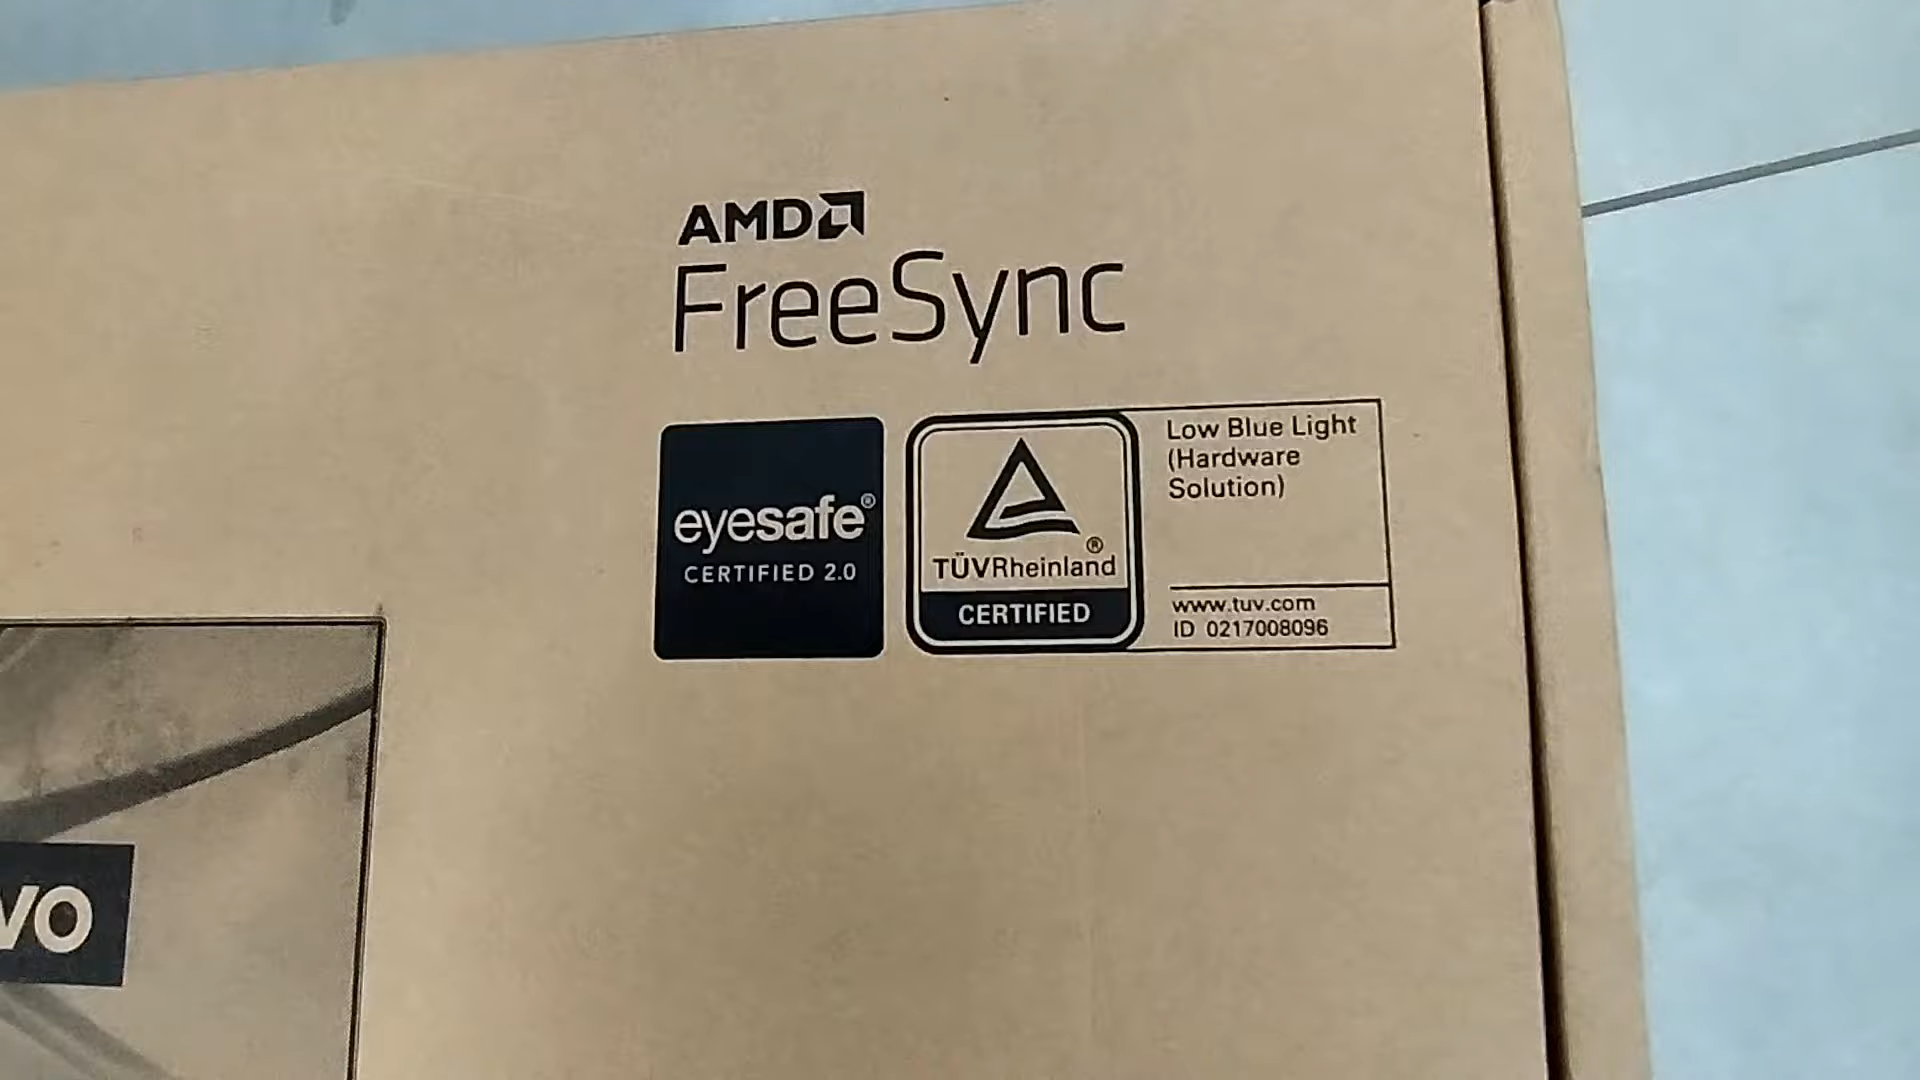 AMD
FreeSync
eyesafe®
CERTIFIED 2.0
®
TÜVRheinland
CERTIFIED
Low Blue Light
(Hardware
Solution)
www.tuv.com
ID 0217008096
VO